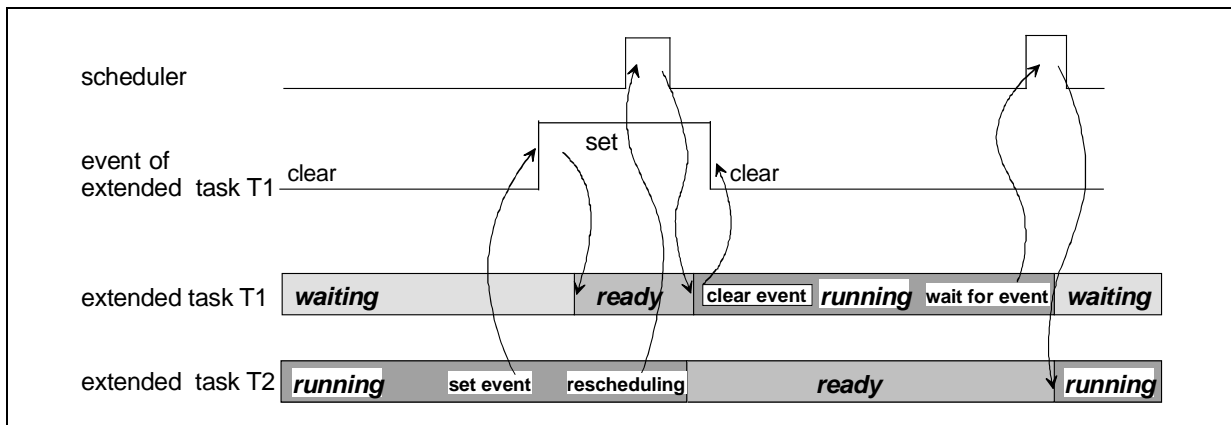 scheduler
set
event of
extended task T1
clear
clear
extended task T1
waiting
ready
clear event
running
wait for event
waiting
extended task T2
running
set event
rescheduling
ready
running